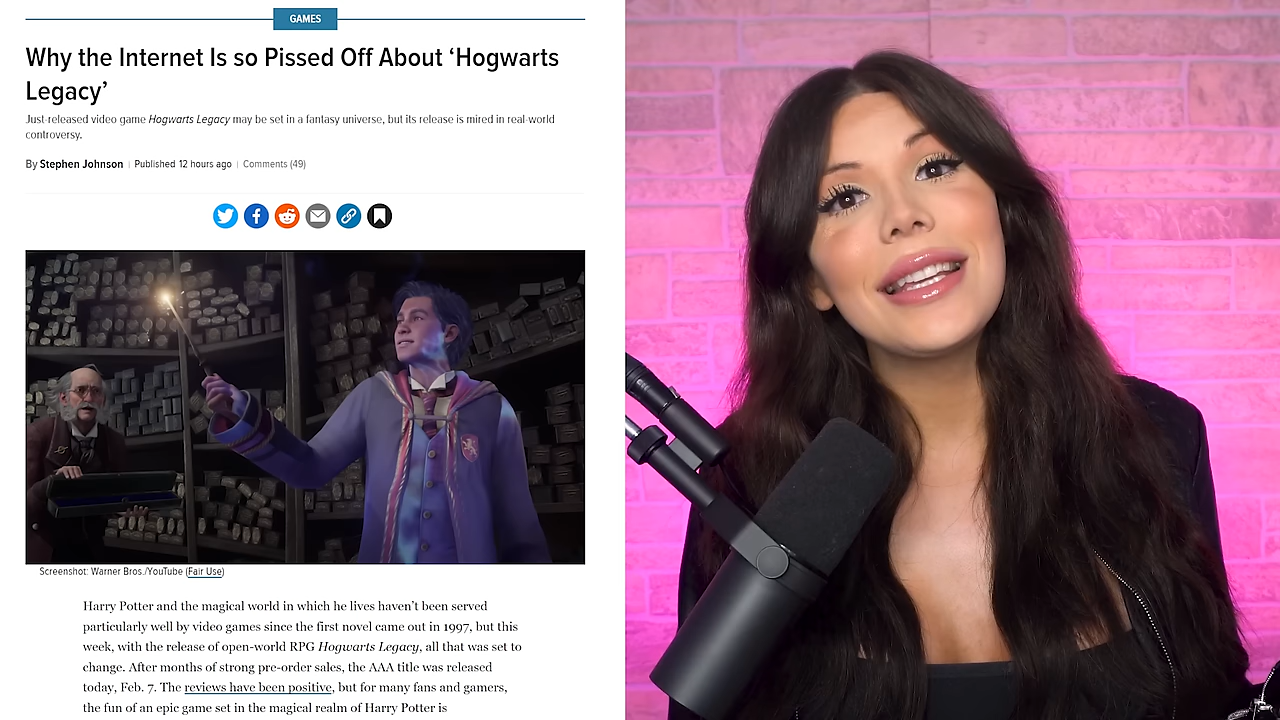 GAMES
Why the Internet Is so Pissed Off About ‘Hogwarts
Legacy’
Just-released video game Hogwarts Legacy may be set in a fantasy universe, but its release is mired in real-world
controversy.
By Stephen Johnson | Published 12 hours ago | Comments (49)
Screenshot: Warner Bros./YouTube (Fair Use)
Harry Potter and the magical world in which he lives haven’t been served
particularly well by video games since the first novel came out in 1997, but this
week, with the release of open-world RPG Hogwarts Legacy, all that was set to
change. After months of strong pre-order sales, the AAA title was released
today, Feb. 7. The reviews have been positive, but for many fans and gamers,
the fun of an epic game set in the magical realm of Harry Potter is